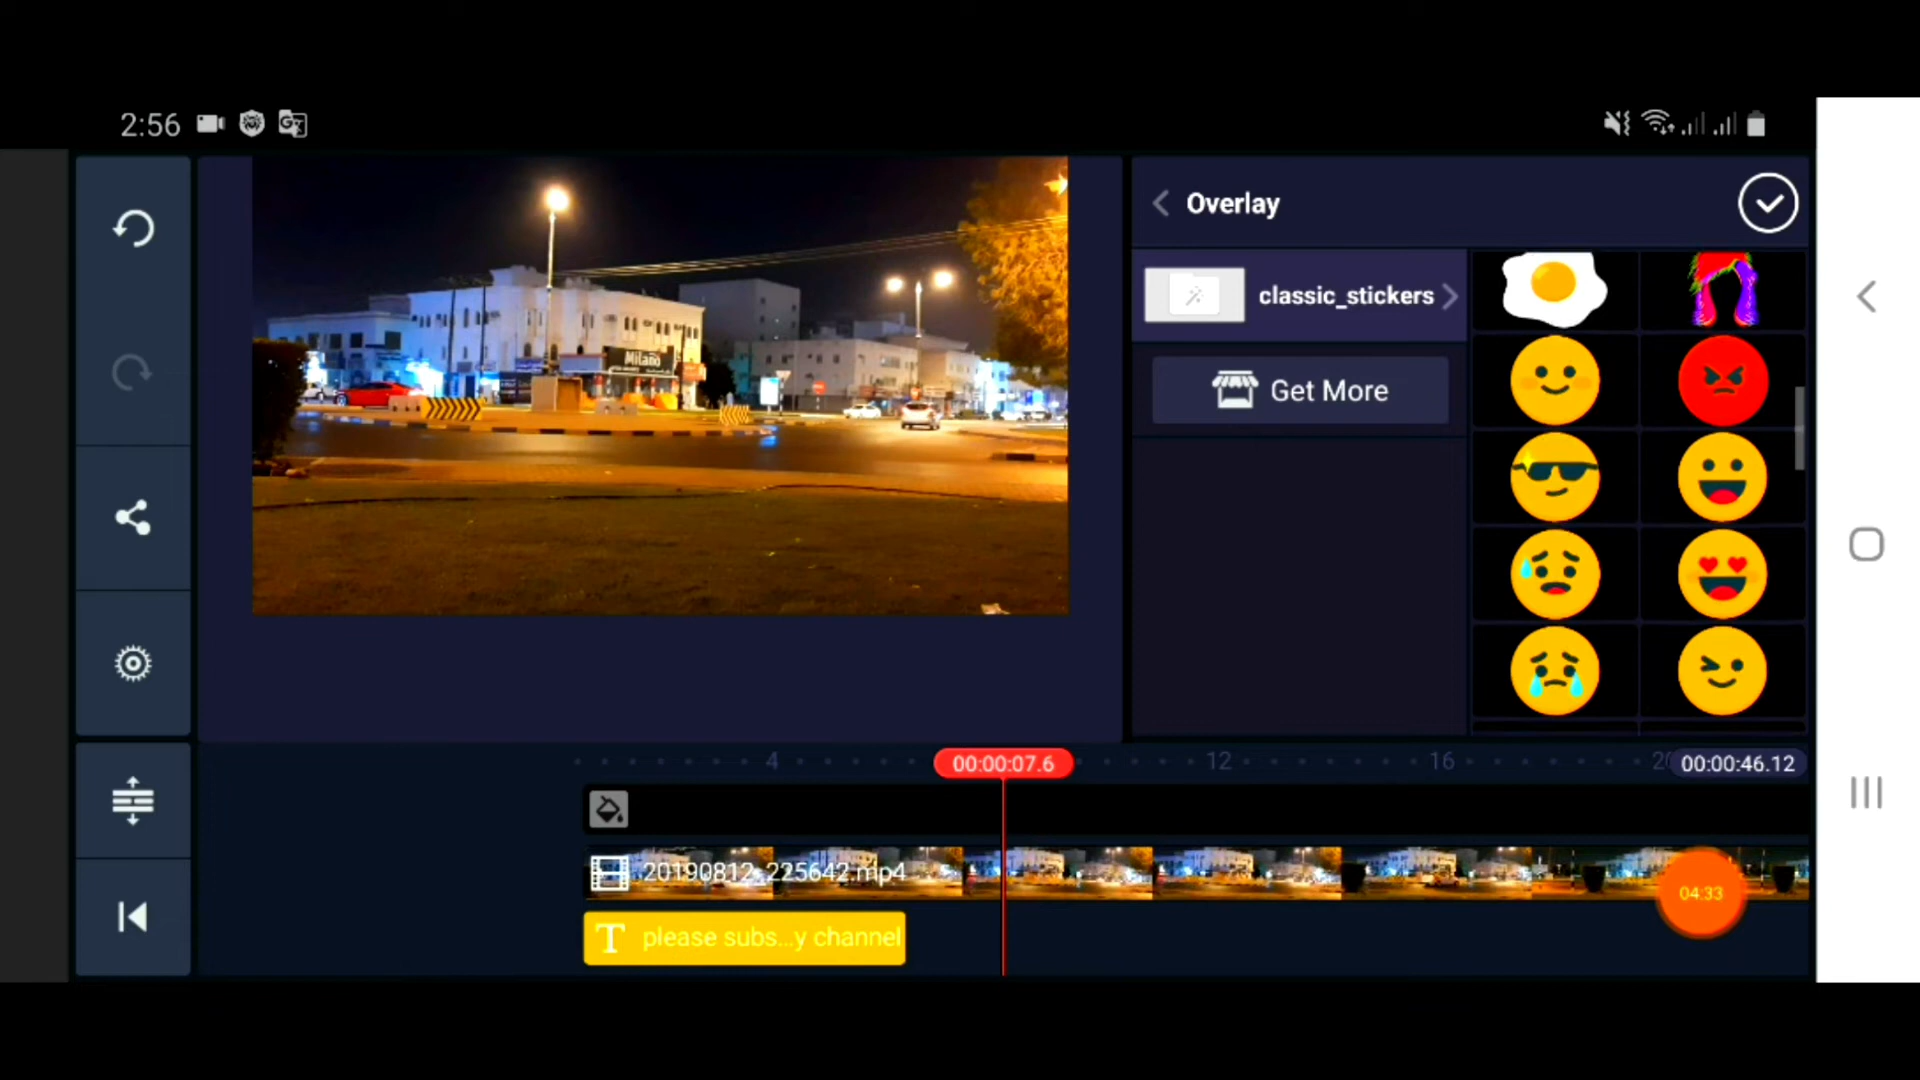 2:56
Overlay
classic_stickers
Get More
Milano
4
00:00:07.6
12
16
00:00:46.12
20190812_225642.mp4
04:33
please subs...y channel